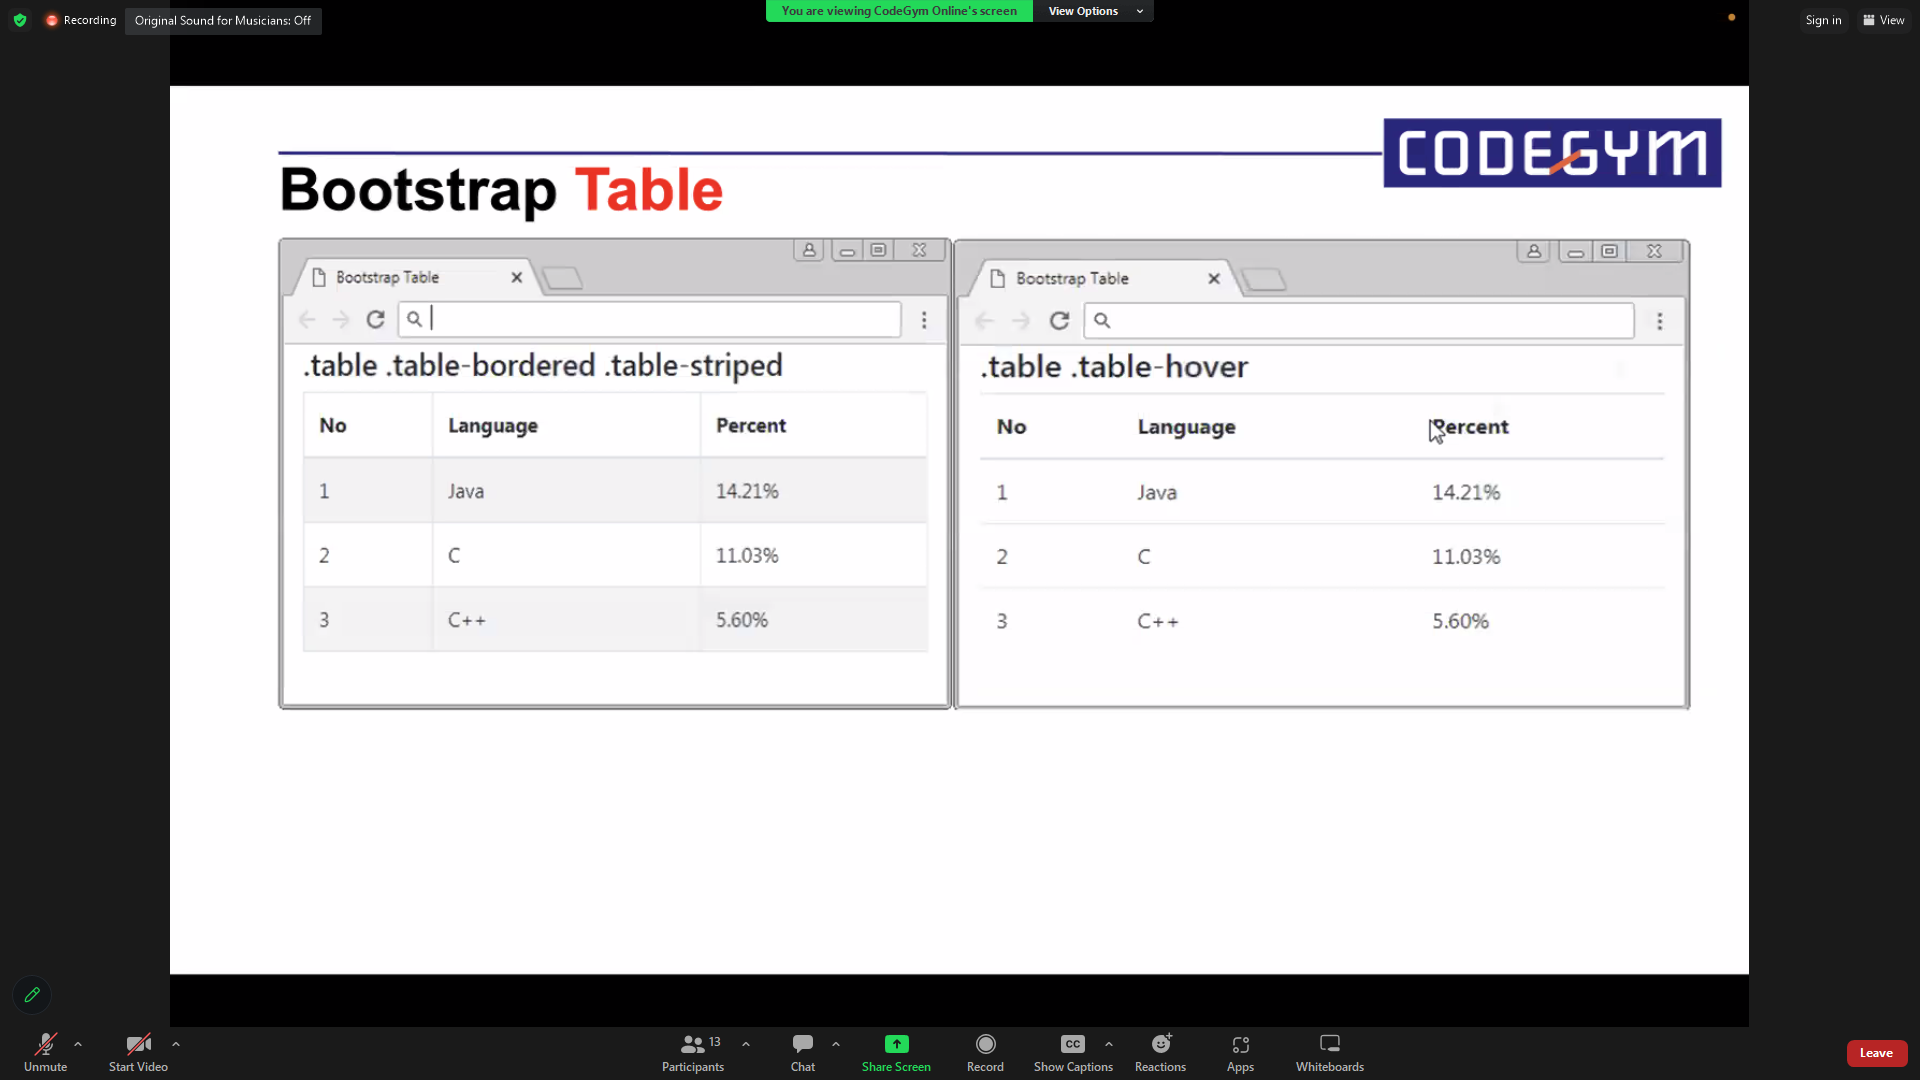 Recording
Original Sound for Musicians: Off
You are viewing CodeGym Online's screen
View Options
Sign in
View
CODEGYM
Bootstrap Table
Bootstrap Table
.table .table-bordered .table-striped
No Language Percent
1 Java 14.21%
2 C 11.03%
3 C++ 5.60%
Bootstrap Table
.table .table-hover
No Language Percent
1 Java 14.21%
2 C 11.03%
3 C++ 5.60%
Unmute
Start Video
13
Participants
Chat
Share Screen
Record
CC
Show Captions
Reactions
Apps
Whiteboards
Leave